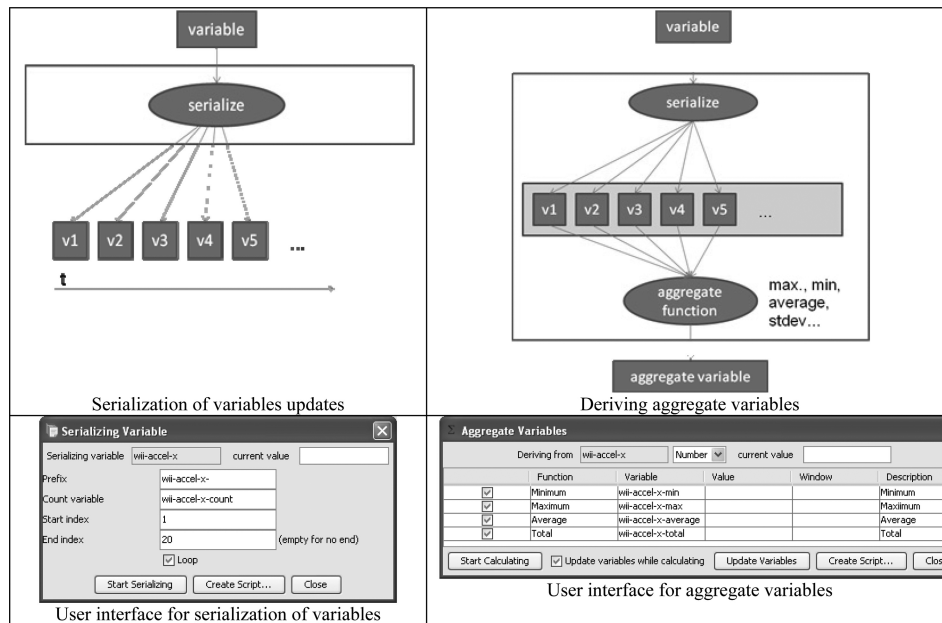 variable
serialize
v1 v2 v3 v4 v5 ...
t
Serialization of variables updates
variable
serialize
v1 v2 v3 v4 v5 ...
aggregate
function
max., min,
average,
stdev...
aggregate variable
Deriving aggregate variables
Serializing Variable
Serializing variable wii-accel-x current value
Prefix wii-accel-x-
Count variable wii-accel-x-count
Start index 1
End index 20 (empty for no end)
Loop
Start Serializing Create Script... Close
User interface for serialization of variables
Σ Aggregate Variables
Deriving from wii-accel-x Number current value
Function Variable Value Window Description
Minimum wii-accel-x-min Minimum
Maximum wii-accel-x-max Maxiimum
Average wii-accel-x-average Average
Total wii-accel-x-total Total
Start Calculating Update variables while calculating Update Variables Create Script... Clos
User interface for aggregate variables